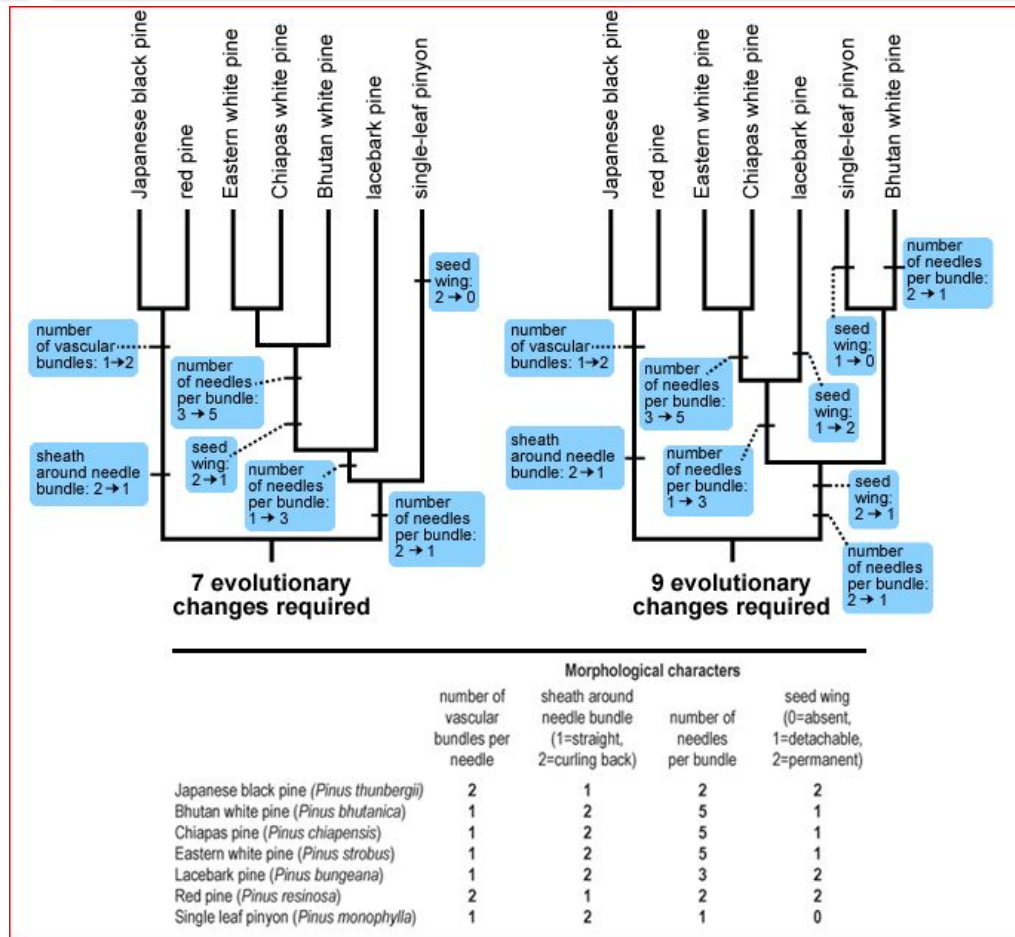 Japanese black pine
red pine
Eastern white pine
Chiapas white pine
Bhutan white pine
lacebark pine
single-leaf pinyon
seed
wing:
2 → 0
number
of vascular
bundles: 1→2
number
of needles
per bundle:
3 → 5
sheath
around needle
bundle: 2→1
seed
wing:
2→1
number
of needles
per bundle:
1 → 3
number
of needles
per bundle:
2 → 1
7 evolutionary
changes required
Japanese black pine
red pine
Eastern white pine
Chiapas white pine
lacebark pine
single-leaf pinyon
Bhutan white pine
number
of needles
per bundle:
2 → 1
number
of vascular
bundles: 1→2
seed
wing:
1→0
number
of needles
per bundle:
3 → 5
seed
wing:
1→2
sheath
around needle
bundle: 2→1
number
of needles
per bundle:
1 → 3
seed
wing:
2→1
number
of needles
per bundle:
2 → 1
9 evolutionary
changes required
Morphological characters
number of
vascular
bundles per
needle
sheath around
needle bundle
(1=straight,
2=curling back)
number of
needles
per bundle
seed wing
(0=absent,
1=detachable,
2=permanent)
Japanese black pine (Pinus thunbergii) 2 1 2 2
Bhutan white pine (Pinus bhutanica) 1 2 5 1
Chiapas pine (Pinus chiapensis) 1 2 5 1
Eastern white pine (Pinus strobus) 1 2 5 1
Lacebark pine (Pinus bungeana) 1 2 3 2
Red pine (Pinus resinosa) 2 1 2 2
Single leaf pinyon (Pinus monophylla) 1 2 1 0